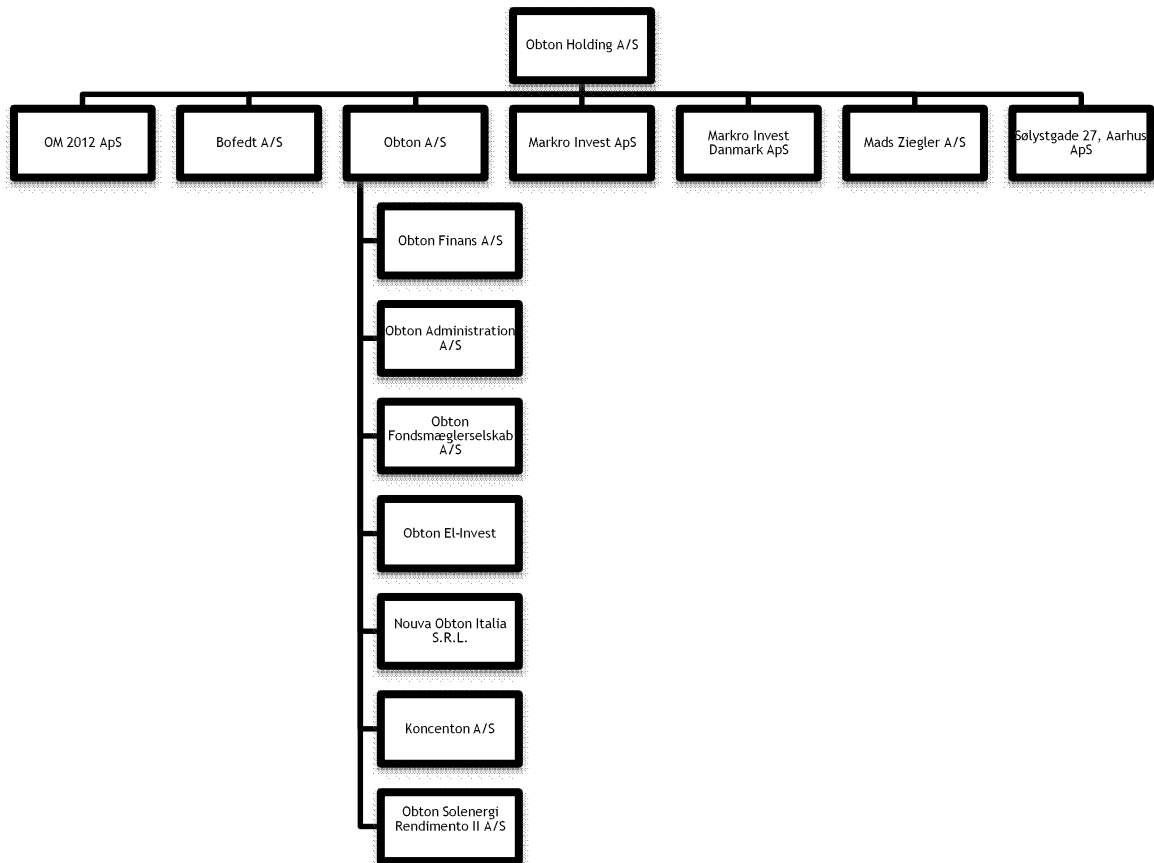 Obton Holding A/S
OM 2012 ApS
Bofedt A/S
Obton A/S
Markro Invest ApS
Markro Invest
Danmark ApS
Mads Ziegler A/S
Sølystgade 27, Aarhus
ApS
Obton Finans A/S
Obton Administration
A/S
Obton
Fondsmæglerselskab
A/S
Obton El-Invest
Nouva Obton Italia
S.R.L.
Koncenton A/S
Obton Solenergi
Rendimento II A/S